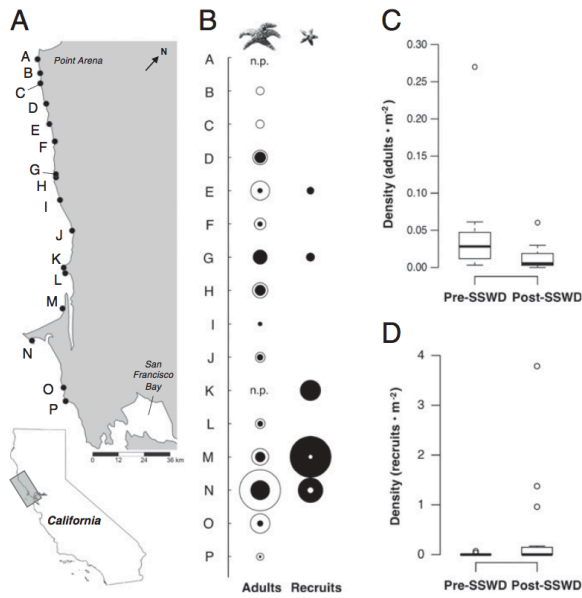 A
Point Arena
N
A
B
C
D
E
F
G
H
I
J
K
L
M
N
O
P
San
Francisco
Bay
0 12 24 36 km
California
B
A n.p.
B
C
D
E
F
G
H
I
J
K n.p.
L
M
N
O
P
Adults Recruits
C
Density (adults • m-2)
0.30
0.25
0.20
0.15
0.10
0.05
0.00
Pre-SSWD Post-SSWD
D
Density (recruits • m-2)
4
3
2
1
0
Pre-SSWD Post-SSWD